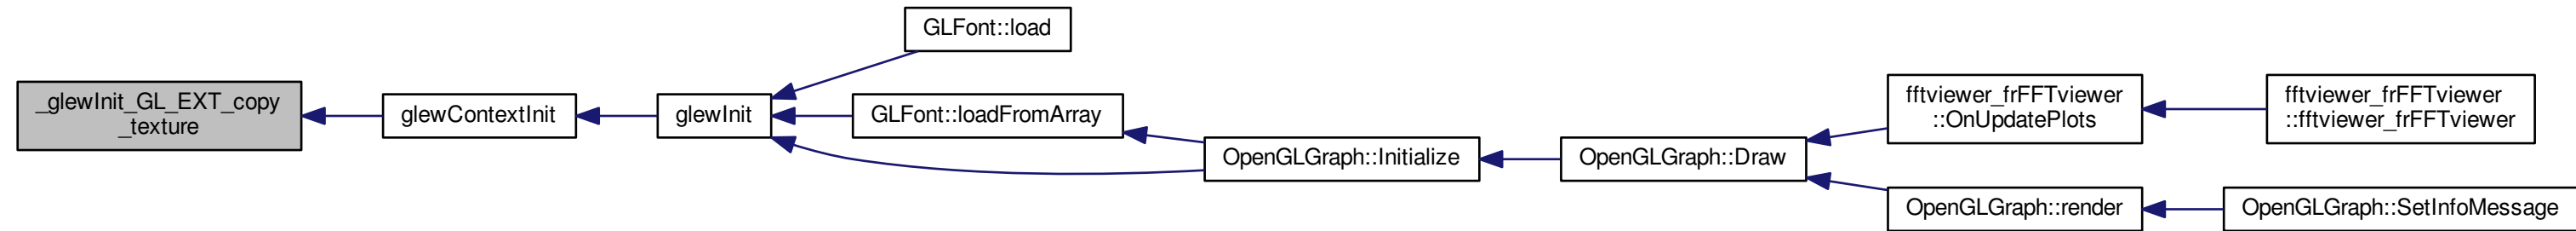 _glewInit_GL_EXT_copy
_texture
glewContextInit
glewInit
GLFont::load
GLFont::loadFromArray
OpenGLGraph::Initialize
OpenGLGraph::Draw
fftviewer_frFFTviewer
::OnUpdatePlots
fftviewer_frFFTviewer
::fftviewer_frFFTviewer
OpenGLGraph::render
OpenGLGraph::SetInfoMessage